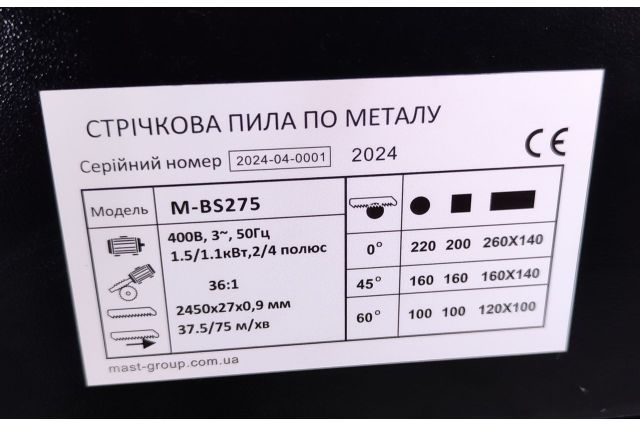 СТРІЧКОВА ПИЛА ПО МЕТАЛУ
Серійний номер 2024-04-0001 2024 CE
Модель M-BS275
400В, 3~, 50Гц
1.5/1.1кВт,2/4 полюс
36:1
2450x27x0,9 мм
37.5/75 м/хв
0° 220 200 260X140
45° 160 160 160X140
60° 100 100 120X100
mast-group.com.ua